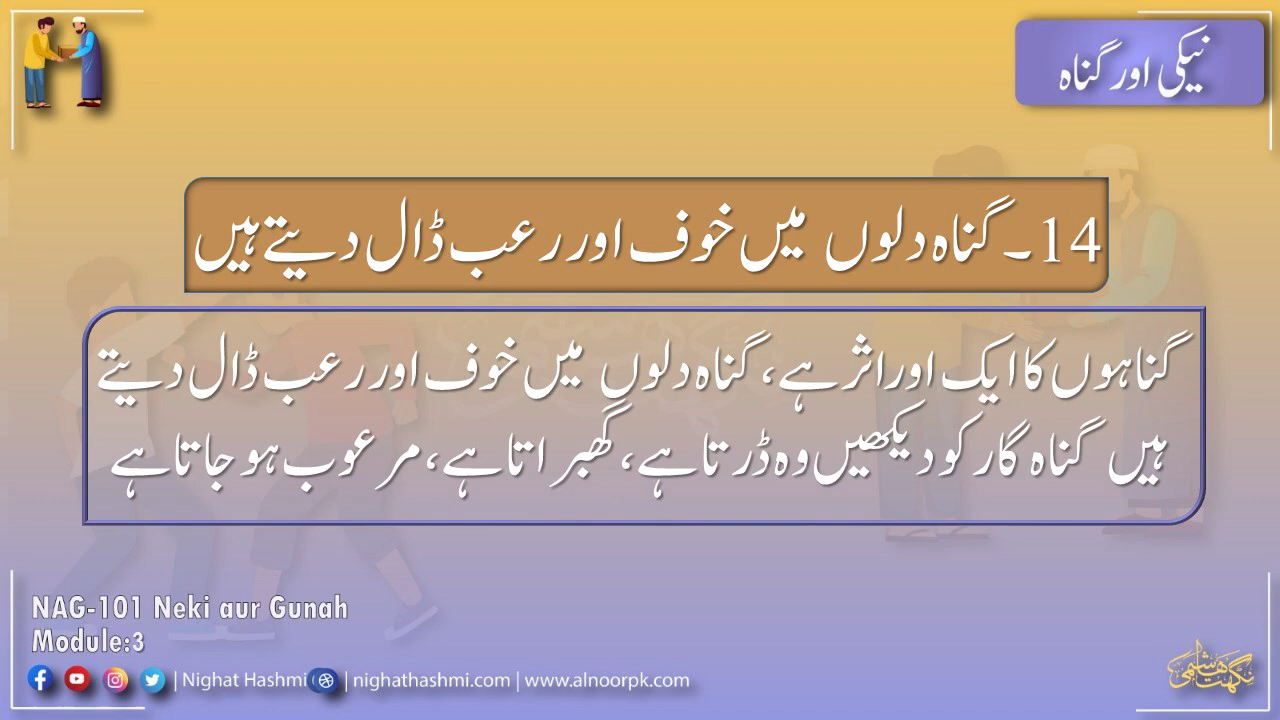 نیکی اور گناہ
14۔ گناہ دلوں میں خوف اور رعب ڈال دیتے ہیں
گناہوں کا ایک اور اثر ہے، گناہ دلوں میں خوف اور رعب ڈال دیتے
ہیں گناہ گار کو دیکھیں وہ ڈرتا ہے، گھبراتا ہے، مرعوب ہو جاتا ہے
NAG-101 Neki aur Gunah
Module:3
| Nighat Hashmi | nighathashmi.com | www.alnoorpk.com
نگہت ہاشمی